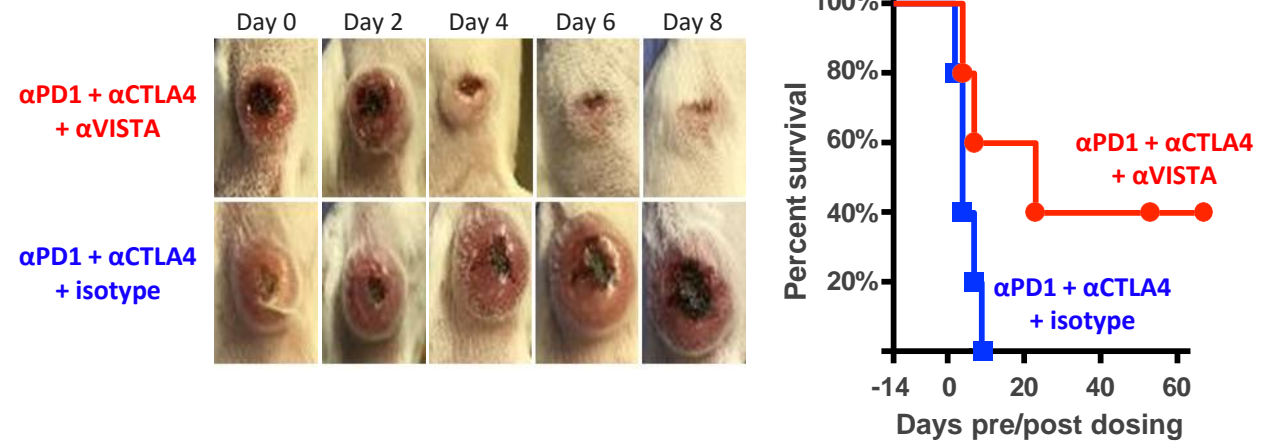 Day 0 Day 2 Day 4 Day 6 Day 8
αPD1 + αCTLA4
+ αVISTA
αPD1 + αCTLA4
+ isotype
Percent survival
100%
80%
60%
40%
20%
αPD1 + αCTLA4
+ αVISTA
αPD1 + αCTLA4
+ isotype
-14 0 20 40 60
Days pre/post dosing